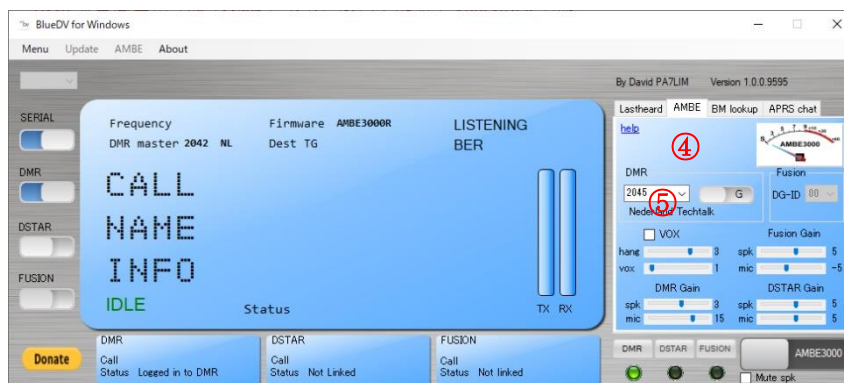 BlueDV for Windows
Menu Update AMBE About
By David PA7LIM Version 1.0.0.9595
Lastheard AMBE BM lookup APRS chat
SERIAL
DMR
DSTAR
FUSION
Frequency Firmware AMBE3000R LISTENING
DMR master 2042 NL Dest TG BER
CALL
NAME
INFO
IDLE Status TX RX
help
④
AMBE3000
DMR Fusion
2045 G DG-ID 00
⑤
Nederland Techtalk
VOX Fusion Gain
hang 3 spk 5
vox 1 mic -5
DMR Gain DSTAR Gain
spk 3 spk 5
mic 15 mic 5
Donate
DMR DSTAR FUSION
Call Call Call
Status Logged in to DMR Status Not Linked Status Not linked
DMR DSTAR FUSION AMBE3000
Mute spk